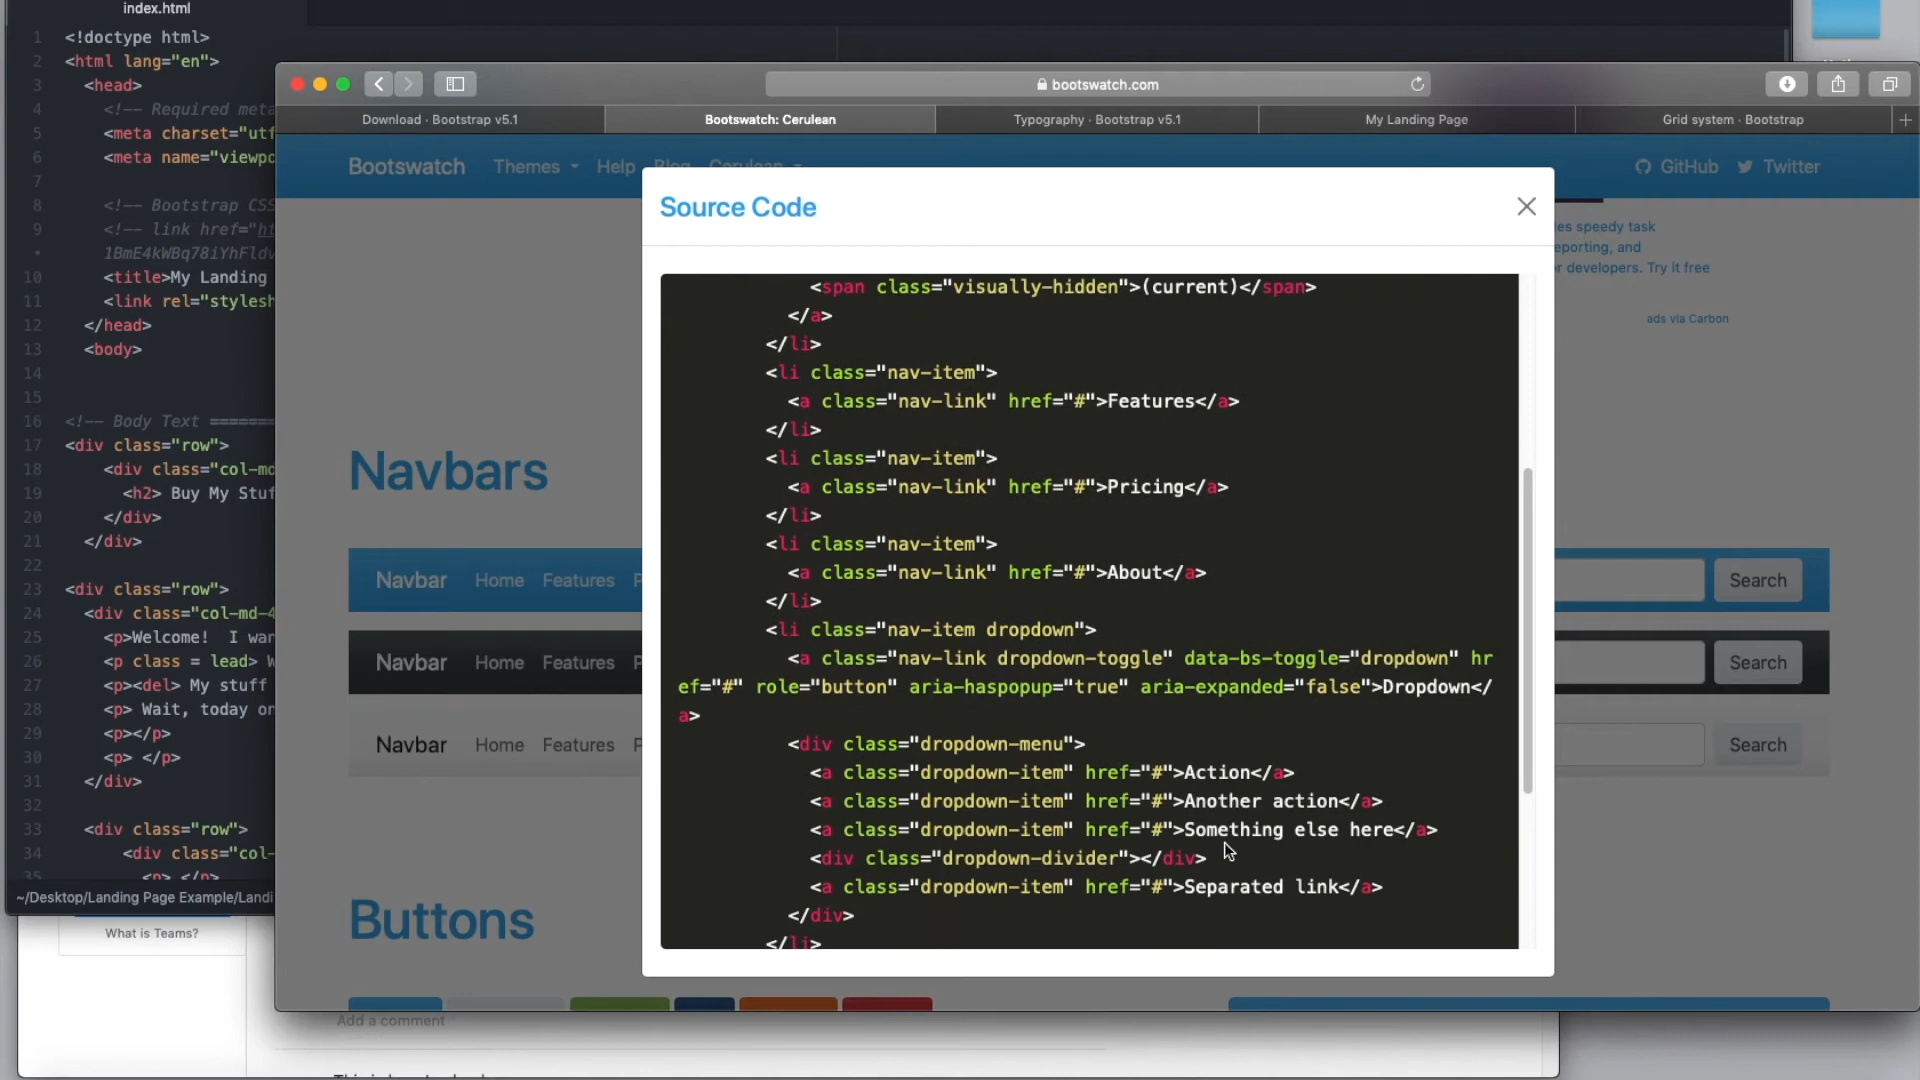 index.html
1 <!doctype html>
2 <html lang="en">
3 <head>
4 <!-- Required meta
5 <meta charset="utf
6 <meta name="viewpo
7
8 <!-- Bootstrap CSS
9 <!-- link href="ht
• 1BmE4kWBq78iYhFldv
10 <title>My Landing
11 <link rel="stylesh
12 </head>
13 <body>
14
15
16 <!-- Body Text ========
17 <div class="row">
18 <div class="col-md
19 <h2> Buy My Stuf
20 </div>
21 </div>
22
23 <div class="row">
24 <div class="col-md-4
25 <p>Welcome!  I wan
26 <p class = lead> W
27 <p><del> My stuff
28 <p> Wait, today on
29 <p></p>
30 <p> </p>
31 </div>
32
33 <div class="row">
34 <div class="col-
35 <p> </p>
~/Desktop/Landing Page Example/Landi
What is Teams?
bootswatch.com
Download · Bootstrap v5.1
Bootswatch: Cerulean
Typography · Bootstrap v5.1
My Landing Page
Grid system · Bootstrap
Bootswatch Themes Help Blog Cerulean GitHub Twitter
es speedy task
eporting, and
r developers. Try it free
ads via Carbon
Navbars
Navbar Home Features P Search
Navbar Home Features P Search
Navbar Home Features P Search
Buttons
Source Code
<span class="visually-hidden">(current)</span>
</a>
</li>
<li class="nav-item">
<a class="nav-link" href="#">Features</a>
</li>
<li class="nav-item">
<a class="nav-link" href="#">Pricing</a>
</li>
<li class="nav-item">
<a class="nav-link" href="#">About</a>
</li>
<li class="nav-item dropdown">
<a class="nav-link dropdown-toggle" data-bs-toggle="dropdown" hr
ef="#" role="button" aria-haspopup="true" aria-expanded="false">Dropdown</
a>
<div class="dropdown-menu">
<a class="dropdown-item" href="#">Action</a>
<a class="dropdown-item" href="#">Another action</a>
<a class="dropdown-item" href="#">Something else here</a>
<div class="dropdown-divider"></div>
<a class="dropdown-item" href="#">Separated link</a>
</div>
</li>
Add a comment